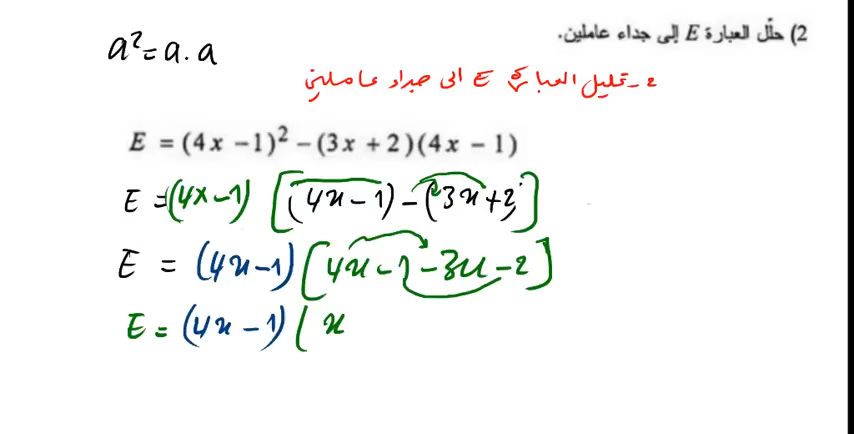 2) حلّل العبارة E إلى جداء عاملين.
a² = a . a
2 - تحليل العبارة E الى جداء عاملين
E = (4x − 1)² − (3x + 2)(4x − 1)
E = (4x − 1) [(4x − 1) − (3x + 2)]
E = (4x − 1) [4x − 1 − 3x − 2]
E = (4x − 1) ( x